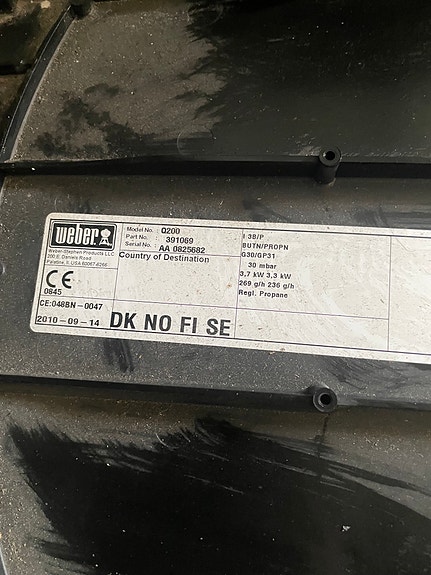 weber
Weber-Stephen Products LLC
200 E. Daniels Road
Palatine, IL USA 60067-6266
CE
0845
CE:048BN-0047
2010-09-14
Model No. Q200
Part No. 391069
Serial No. AA 0825682
Country of Destination
DK NO FI SE
I 3B/P
BUTN/PROPN
G30/GP31
30 mbar
3,7 kW 3,3 kW
269 g/h 236 g/h
Regl. Propane